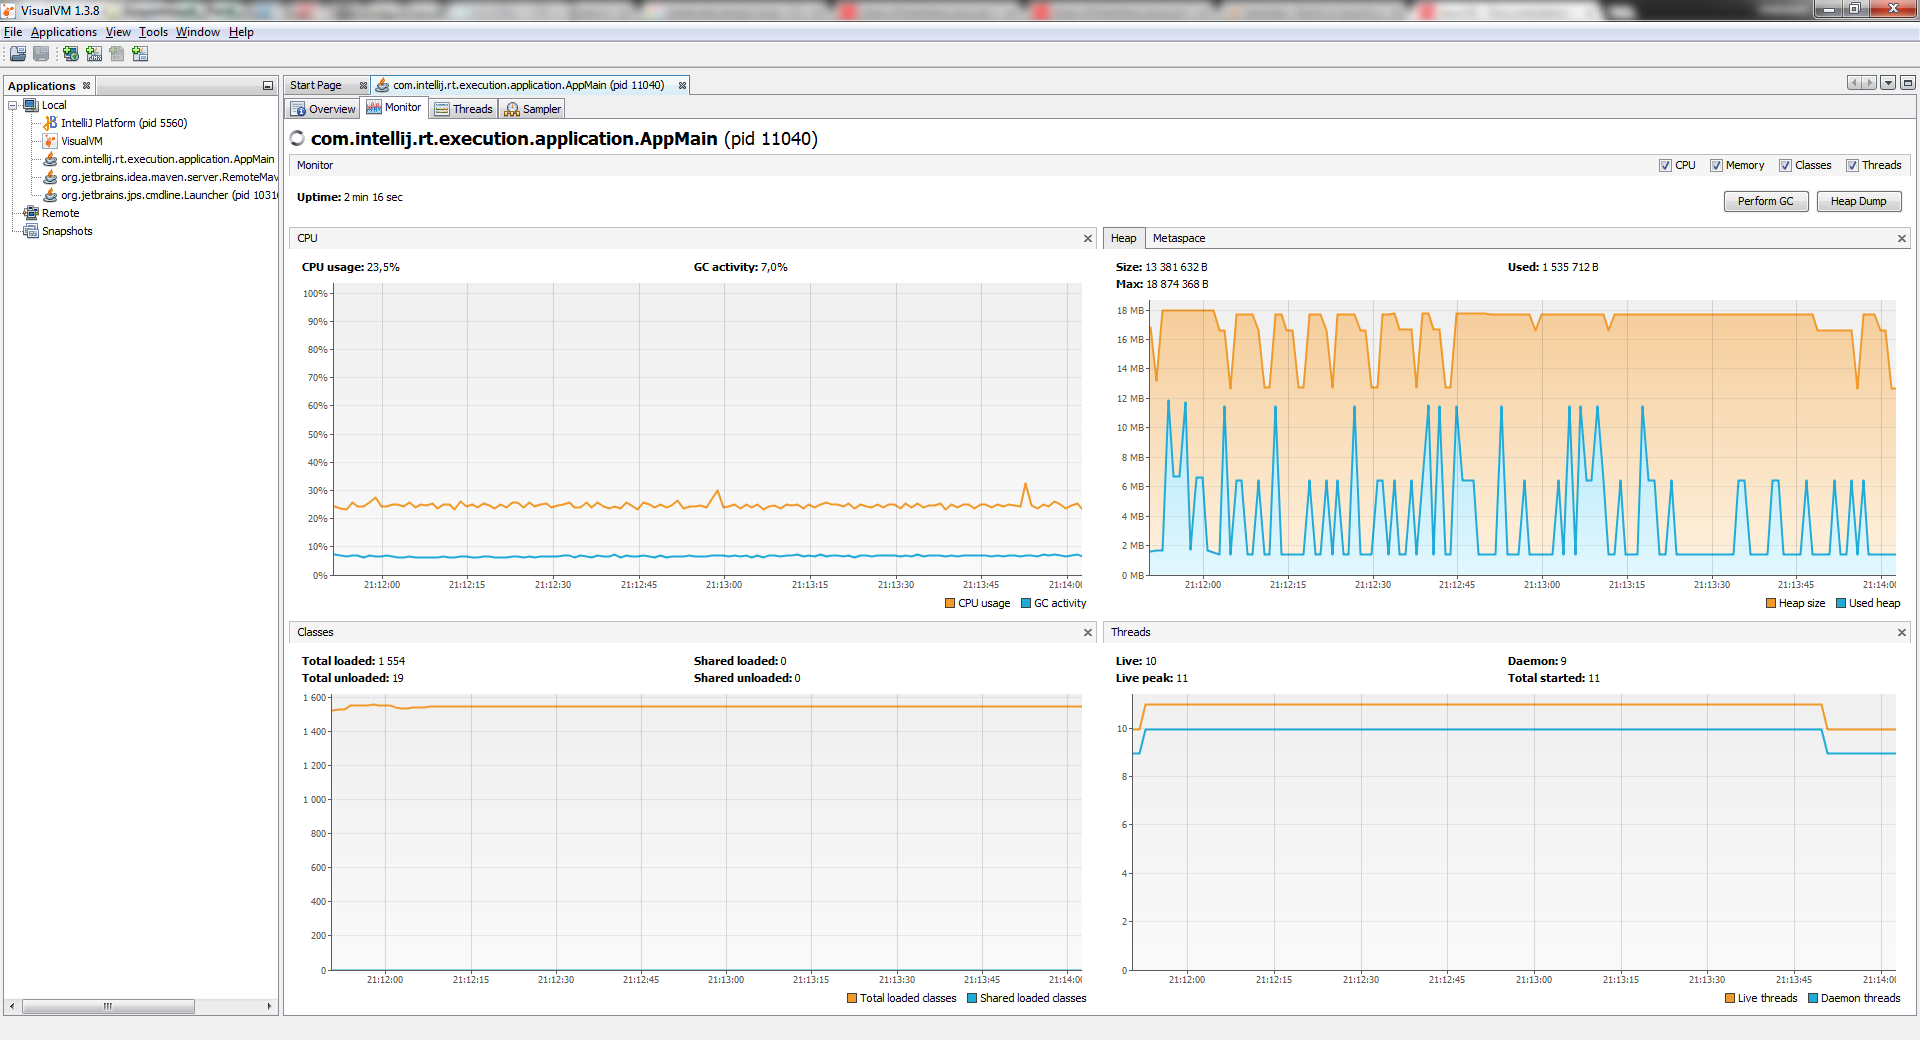 VisualVM 1.3.8
File Applications View Tools Window Help
Applications
Local
IntelliJ Platform (pid 5560)
VisualVM
com.intellij.rt.execution.application.AppMain
org.jetbrains.idea.maven.server.RemoteMav
org.jetbrains.jps.cmdline.Launcher (pid 1031
Remote
Snapshots
Start Page
com.intellij.rt.execution.application.AppMain (pid 11040)
Overview Monitor Threads Sampler
com.intellij.rt.execution.application.AppMain (pid 11040)
Monitor
CPU Memory Classes Threads
Uptime: 2 min 16 sec
Perform GC Heap Dump
CPU
CPU usage: 23,5% GC activity: 7,0%
100%
90%
80%
70%
60%
50%
40%
30%
20%
10%
0%
21:12:00 21:12:15 21:12:30 21:12:45 21:13:00 21:13:15 21:13:30 21:13:45 21:14:00
CPU usage GC activity
Heap Metaspace
Size: 13 381 632 B Used: 1 535 712 B
Max: 18 874 368 B
18 MB
16 MB
14 MB
12 MB
10 MB
8 MB
6 MB
4 MB
2 MB
0 MB
21:12:00 21:12:15 21:12:30 21:12:45 21:13:00 21:13:15 21:13:30 21:13:45 21:14:00
Heap size Used heap
Classes
Total loaded: 1 554 Shared loaded: 0
Total unloaded: 19 Shared unloaded: 0
1 600
1 400
1 200
1 000
800
600
400
200
0
21:12:00 21:12:15 21:12:30 21:12:45 21:13:00 21:13:15 21:13:30 21:13:45 21:14:00
Total loaded classes Shared loaded classes
Threads
Live: 10 Daemon: 9
Live peak: 11 Total started: 11
10
8
6
4
2
0
21:12:00 21:12:15 21:12:30 21:12:45 21:13:00 21:13:15 21:13:30 21:13:45 21:14:00
Live threads Daemon threads